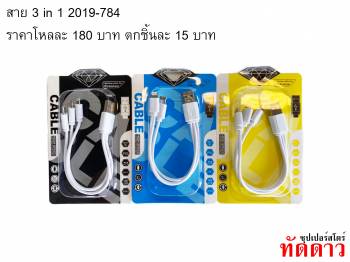 สาย 3 in 1 2019-784
ราคาโหลละ 180 บาท ตกชิ้นละ 15 บาท
CABLE
CABLE
CABLE
ซุปเปอร์สโตร์
ทัดดาว